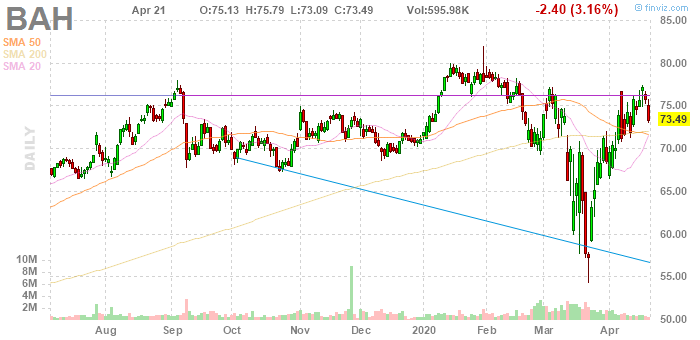 BAH
Apr 21 O:75.13 H:75.79 L:73.09 C:73.49 Vol:595.98K -2.40 (3.16%)
© finviz.com
SMA 50
SMA 200
SMA 20
DAILY
85.00
80.00
75.00
73.49
70.00
65.00
60.00
55.00
50.00
10M
8M
6M
4M
2M
Aug Sep Oct Nov Dec 2020 Feb Mar Apr